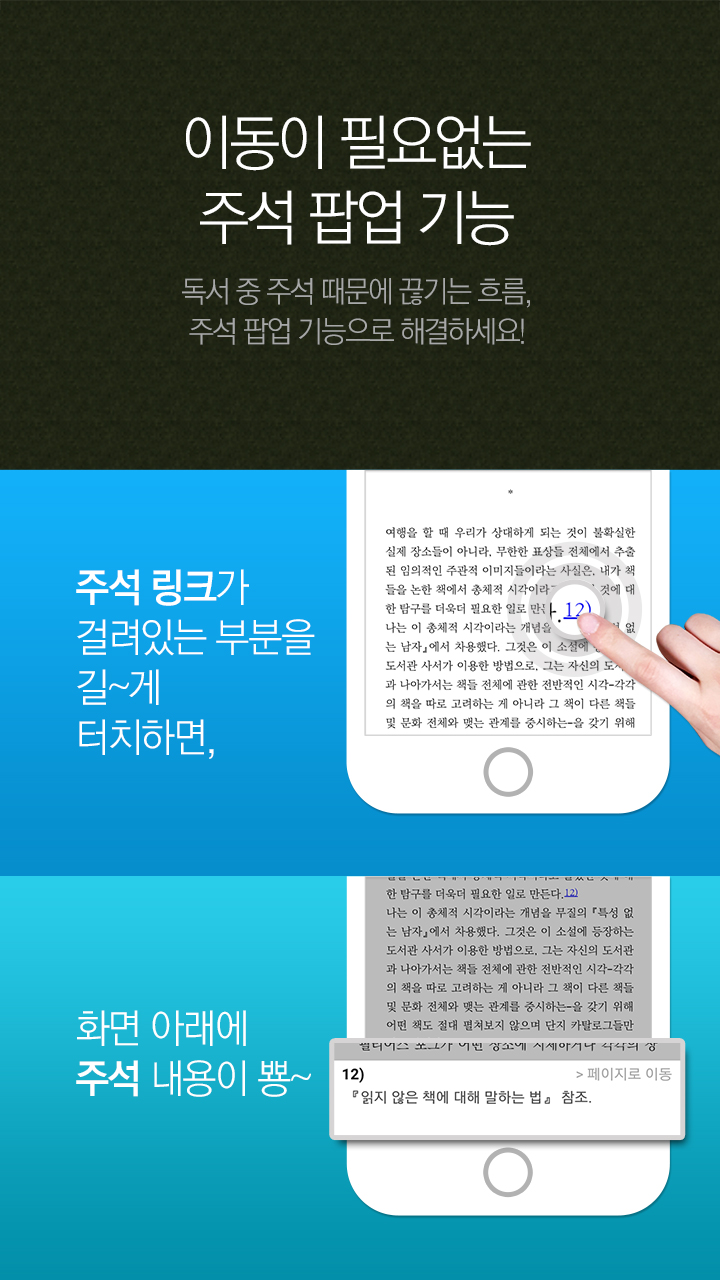 이동이 필요없는
주석 팝업 기능
독서 중 주석 때문에 끊기는 흐름,
주석 팝업 기능으로 해결하세요!
주석 링크가
걸려있는 부분을
길~게
터치하면,
*
여행을 할 때 우리가 상대하게 되는 것이 불확실한
실제 장소들이 아니라, 무한한 표상들 전체에서 추출
된 임의적인 주관적 이미지들이라는 사실은, 내가 책
들을 논한 책에서 총체적 시각이라 것에 대
한 탐구를 더욱더 필요한 일로 만 .12)
나는 이 총체적 시각이라는 개념을 없
는 남자』에서 차용했다. 그것은 이 소설에
도서관 사서가 이용한 방법으로, 그는 자신의
과 나아가서는 책들 전체에 관한 전반적인 시각–각각
의 책을 따로 고려하는 게 아니라 그 책이 다른 책들
및 문화 전체와 맺는 관계를 중시하는–을 갖기 위해
화면 아래에
주석 내용이 뿅~
한 탐구를 더욱더 필요한 일로 만든다.12)
나는 이 총체적 시각이라는 개념을 무질의 『특성 없
는 남자』에서 차용했다. 그것은 이 소설에 등장하는
도서관 사서가 이용한 방법으로, 그는 자신의 도서관
과 나아가서는 책들 전체에 관한 전반적인 시각–각각
의 책을 따로 고려하는 게 아니라 그 책이 다른 책들
및 문화 전체와 맺는 관계를 중시하는–을 갖기 위해
어떤 책도 절대 펼쳐보지 않으며 단지 카탈로그들만
12) > 페이지로 이동
『읽지 않은 책에 대해 말하는 법』 참조.